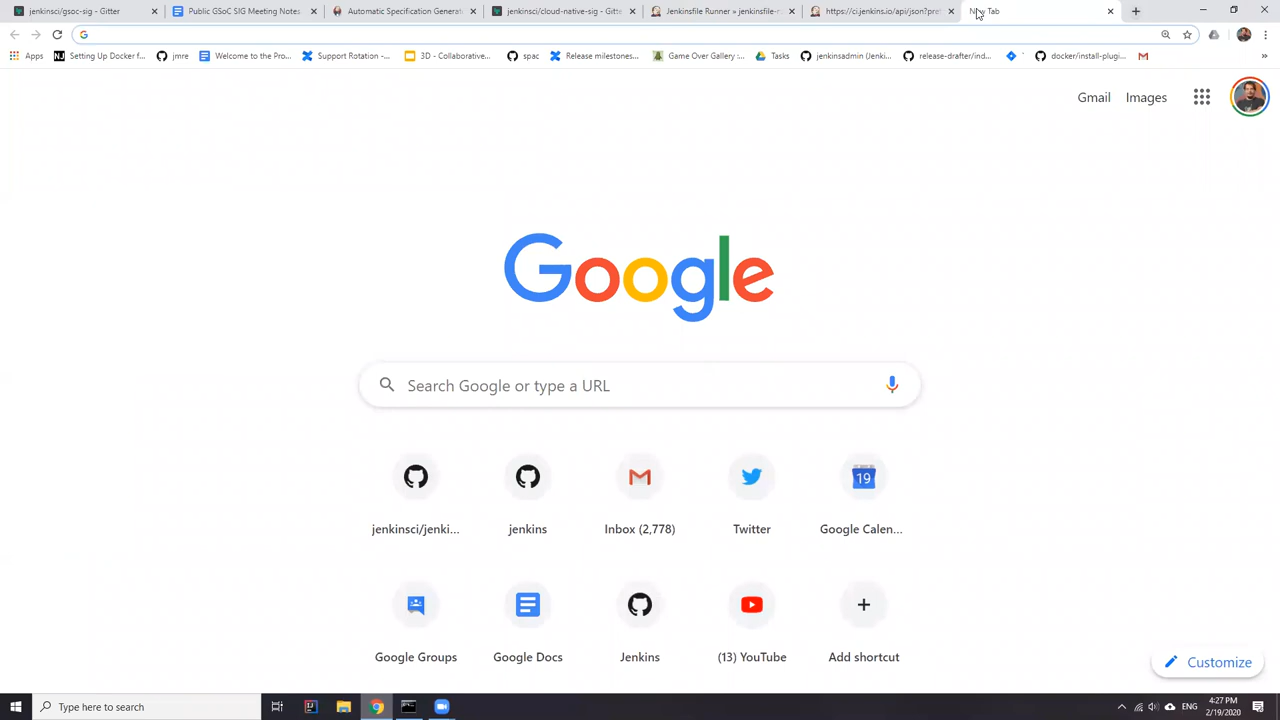 jenkinsci/gsoc-sig - Gitter
Public GSoC SIG Meeting Notes
Automatic Specification Generato
jenkinsci/cloud-native-sig - Gitte
Jenkinsfile Runner » jenkinsfile-r
https://ci.jenkins.io/api/json?pret
New Tab
Apps
Setting Up Docker f...
jmre
Welcome to the Pro...
Support Rotation -...
3D - Collaborative...
spac
Release milestones...
Game Over Gallery :...
Tasks
jenkinsadmin (Jenki...
release-drafter/ind...
docker/install-plugi...
»
Gmail
Images
Google
Search Google or type a URL
jenkinsci/jenki...
jenkins
Inbox (2,778)
Twitter
19
Google Calen...
Google Groups
Google Docs
Jenkins
(13) YouTube
Add shortcut
Customize
Type here to search
ENG
4:27 PM
2/19/2020